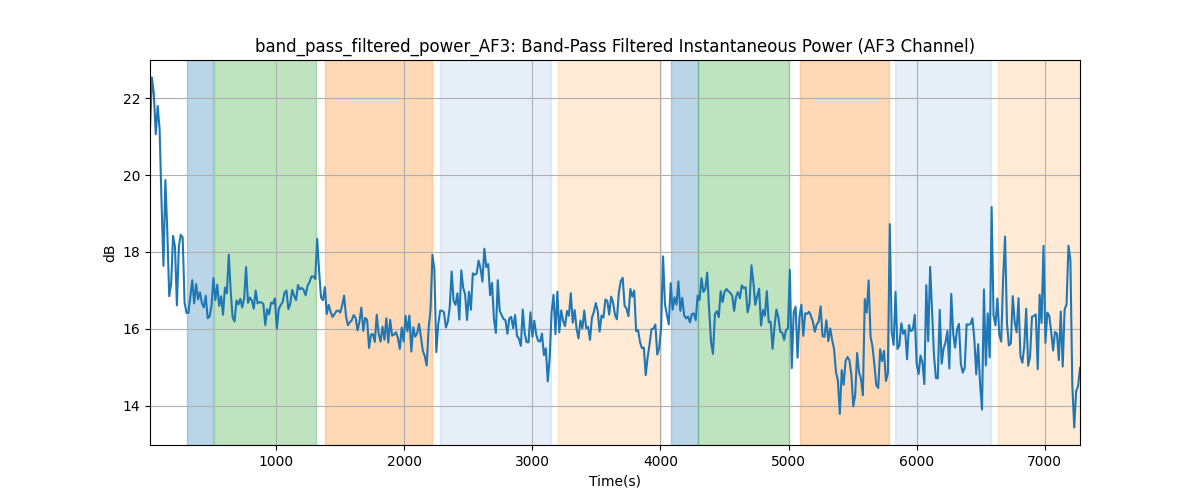 band_pass_filtered_power_AF3: Band-Pass Filtered Instantaneous Power (AF3 Channel)
22
20
18
16
14
dB
1000 2000 3000 4000 5000 6000 7000
Time(s)